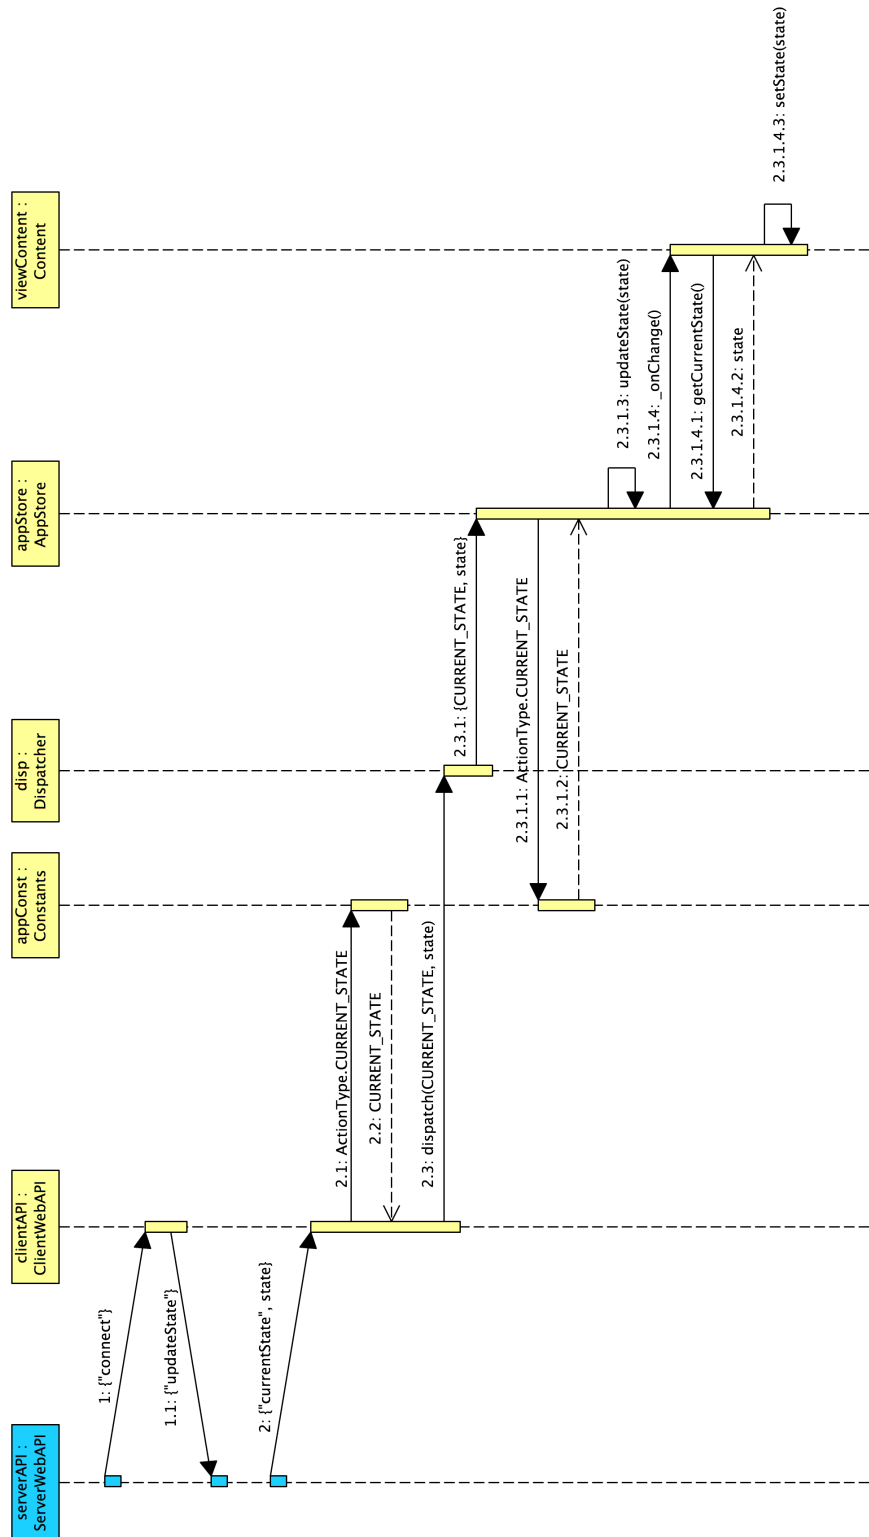 serverAPI :
ServerWebAPI
clientAPI :
ClientWebAPI
appConst :
Constants
disp :
Dispatcher
appStore :
AppStore
viewContent :
Content
1: {"connect"}
1.1: {"updateState"}
2: {"currentState", state}
2.1: ActionType.CURRENT_STATE
2.2: CURRENT_STATE
2.3: dispatch(CURRENT_STATE, state)
2.3.1: {CURRENT_STATE, state}
2.3.1.1: ActionType.CURRENT_STATE
2.3.1.2: CURRENT_STATE
2.3.1.3: updateState(state)
2.3.1.4: _onChange()
2.3.1.4.1: getCurrentState()
2.3.1.4.2: state
2.3.1.4.3: setState(state)